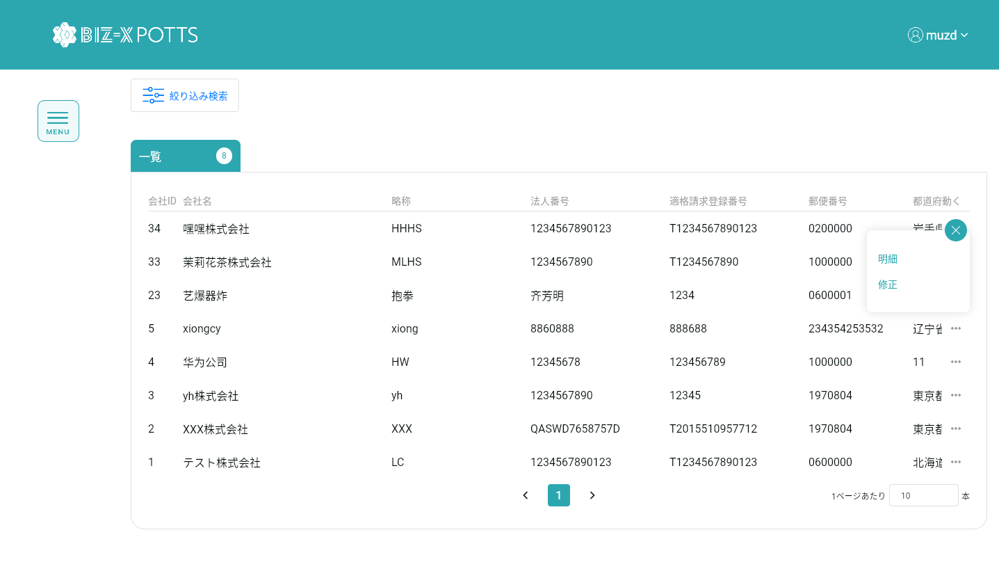 BIZ-X POTTS
muzd
絞り込み検索
MENU
一覧 8
会社ID 会社名 略称 法人番号 適格請求登録番号 郵便番号 都道府動く
34 嘿嘿株式会社 HHHS 1234567890123 T1234567890123 0200000 岩手県
33 茉莉花茶株式会社 MLHS 1234567890 T1234567890 1000000
明細
修正
23 艺爆器炸 抱拳 齐芳明 1234 0600001
5 xiongcy xiong 8860888 888688 234354253532 辽宁省
4 华为公司 HW 12345678 123456789 1000000 11
3 yh株式会社 yh 1234567890 12345 1970804 東京都
2 XXX株式会社 XXX QASWD7658757D T2015510957712 1970804 東京都
1 テスト株式会社 LC 1234567890123 T1234567890123 0600000 北海道
1
1ページあたり 10 本